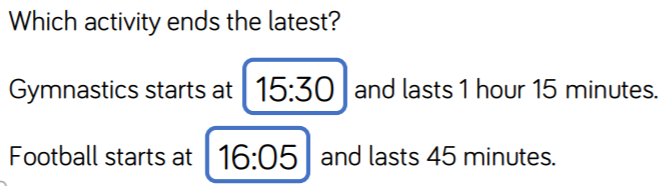 Which activity ends the latest?
Gymnastics starts at 15:30 and lasts 1 hour 15 minutes.
Football starts at 16:05 and lasts 45 minutes.